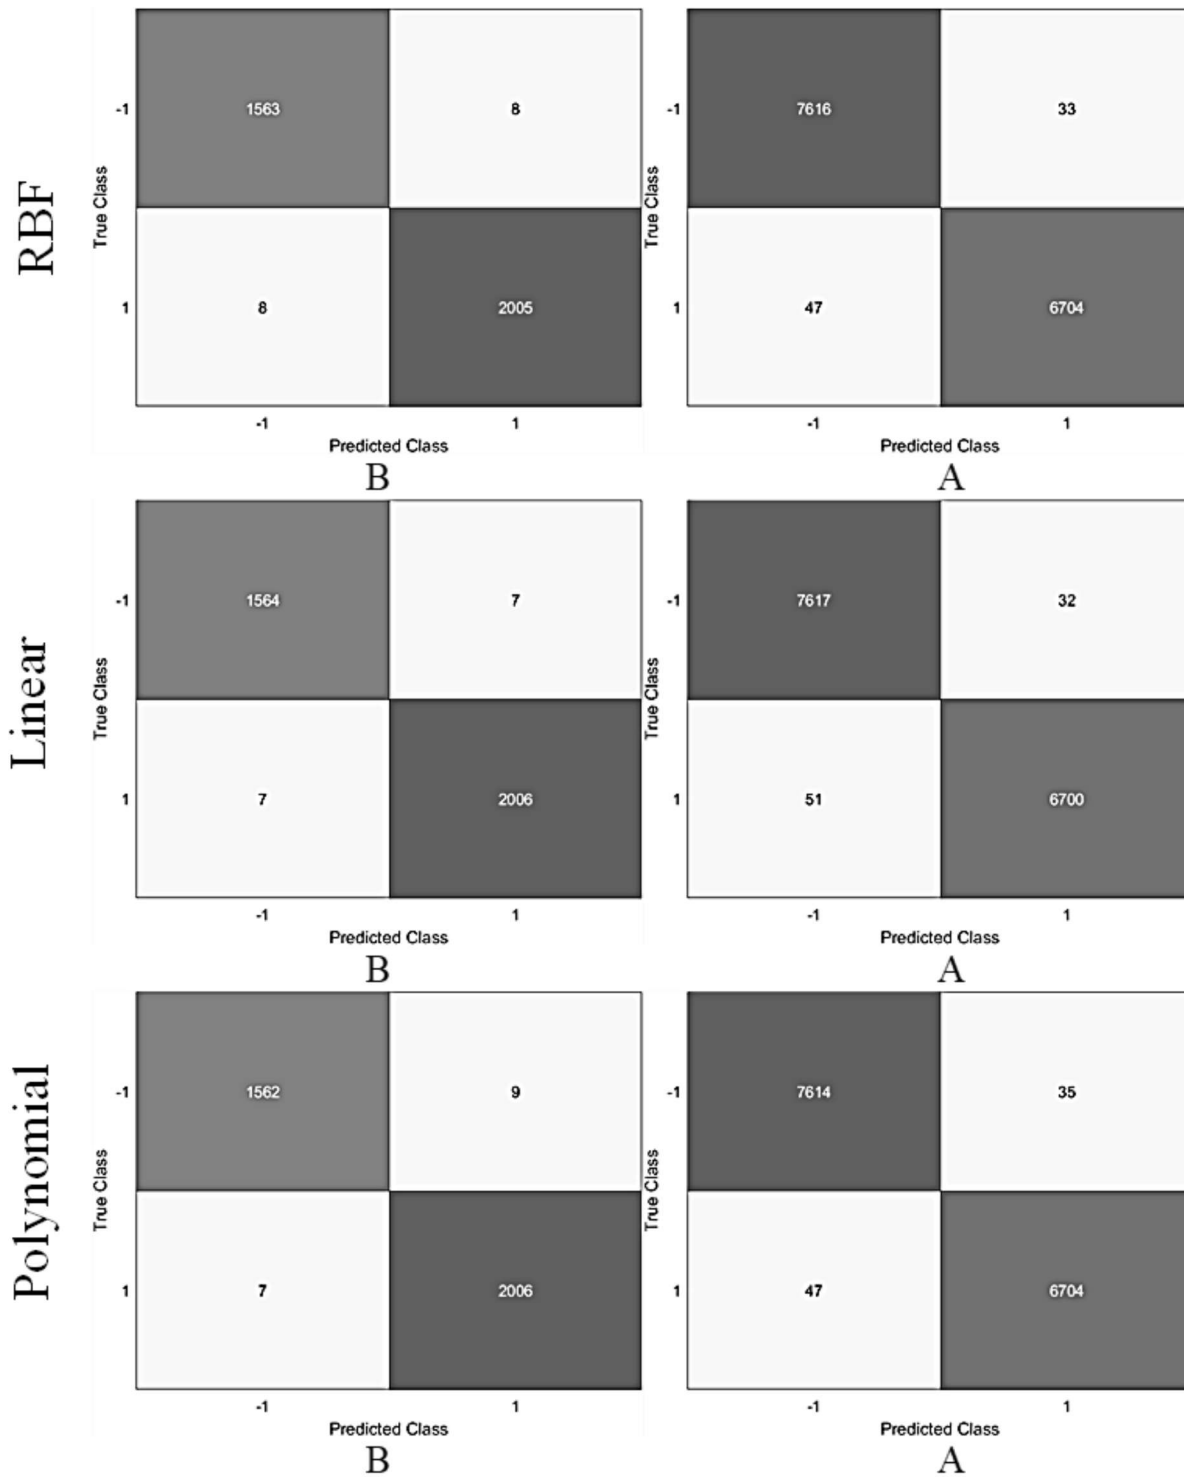 RBF
True Class
-1
1563
8
1
8
2005
-1
1
Predicted Class
B
True Class
-1
7616
33
1
47
6704
-1
1
Predicted Class
A
Linear
True Class
-1
1564
7
1
7
2006
-1
1
Predicted Class
B
True Class
-1
7617
32
1
51
6700
-1
1
Predicted Class
A
Polynomial
True Class
-1
1562
9
1
7
2006
-1
1
Predicted Class
B
True Class
-1
7614
35
1
47
6704
-1
1
Predicted Class
A